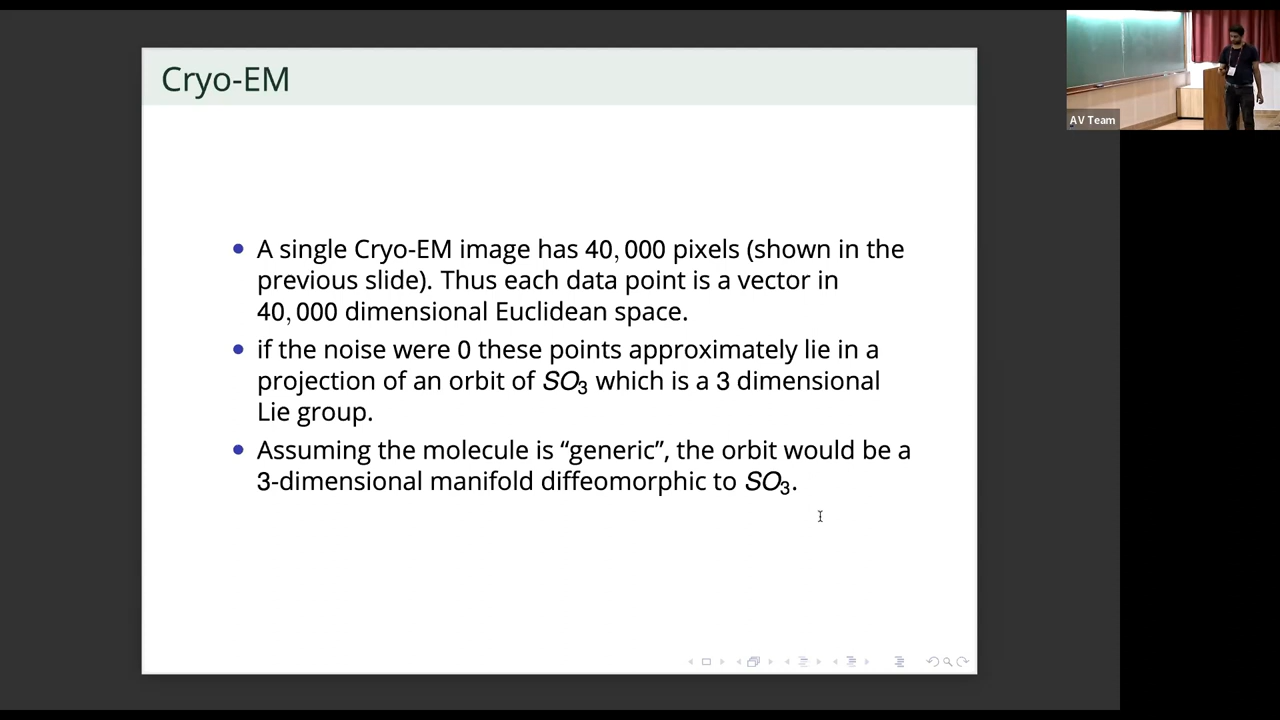 Cryo-EM
A single Cryo-EM image has 40,000 pixels (shown in the
previous slide). Thus each data point is a vector in
40,000 dimensional Euclidean space.
if the noise were 0 these points approximately lie in a
projection of an orbit of SO₃ which is a 3 dimensional
Lie group.
Assuming the molecule is “generic”, the orbit would be a
3-dimensional manifold diffeomorphic to SO₃.
AV Team